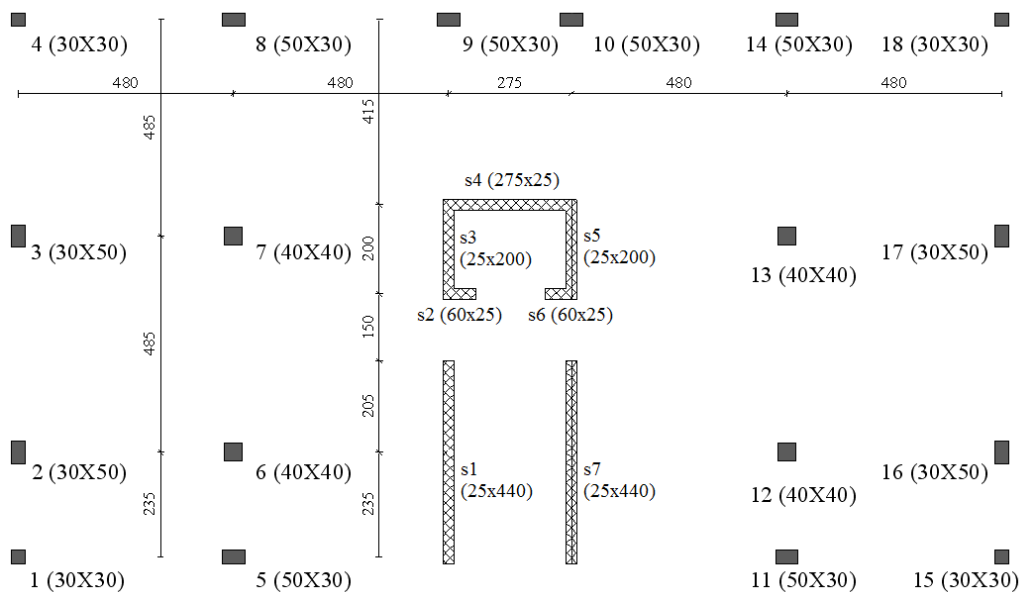 4 (30X30)
8 (50X30)
9 (50X30)
10 (50X30)
14 (50X30)
18 (30X30)
480
480
275
480
480
485
415
s4 (275x25)
3 (30X50)
7 (40X40)
200
s3
(25x200)
s5
(25x200)
13 (40X40)
17 (30X50)
s2 (60x25)
s6 (60x25)
485
150
205
2 (30X50)
6 (40X40)
s1
(25x440)
s7
(25x440)
12 (40X40)
16 (30X50)
235
235
1 (30X30)
5 (50X30)
11 (50X30)
15 (30X30)